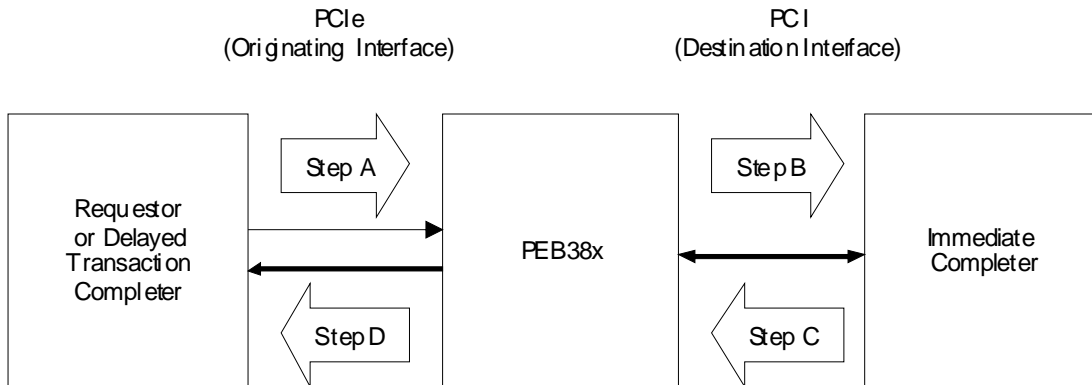 PCIe
(Originating Interface)
PCI
(Destination Interface)
Step A
Step B
Requestor
or Delayed
Transaction
Completer
PEB38x
Immediate
Completer
Step D
Step C